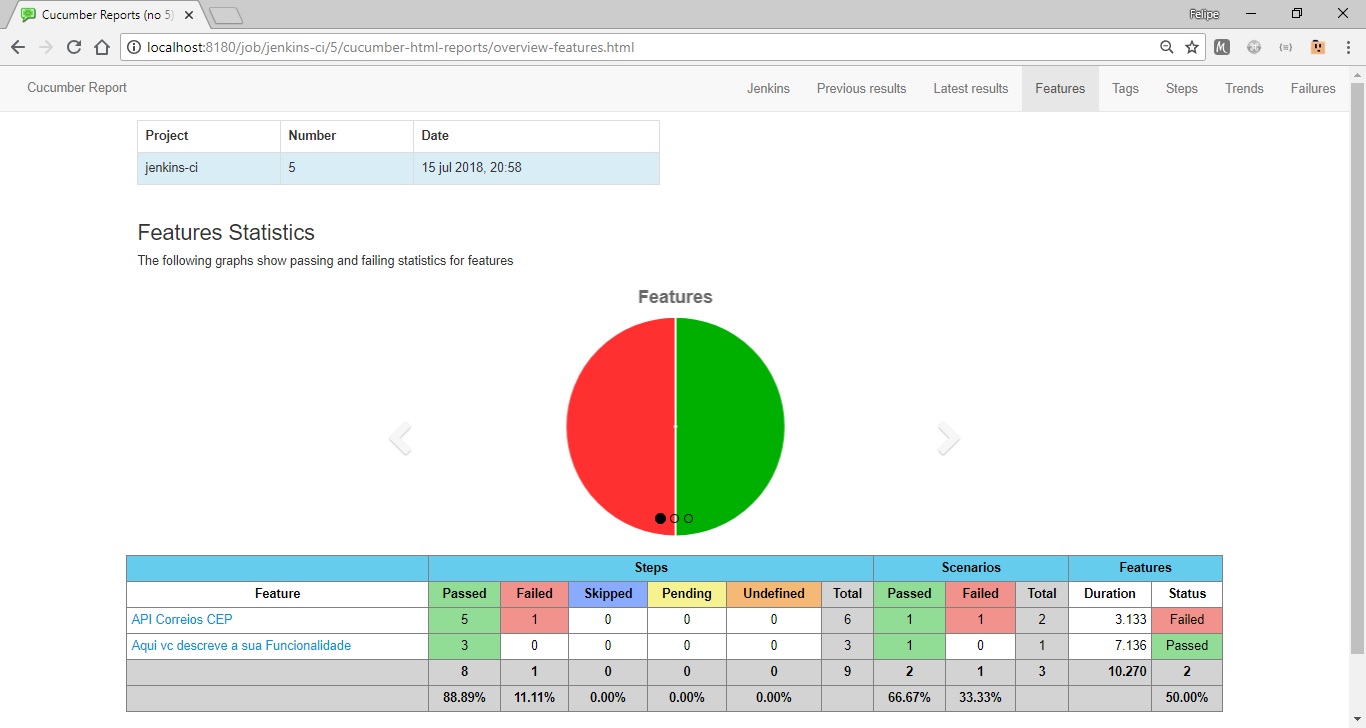 Cucumber Reports (no 5)
Felipe
localhost:8180/job/jenkins-ci/5/cucumber-html-reports/overview-features.html
Cucumber Report Jenkins Previous results Latest results Features Tags Steps Trends Failures
Project Number Date
jenkins-ci 5 15 jul 2018, 20:58
Features Statistics
The following graphs show passing and failing statistics for features
Features
Steps Scenarios Features
Feature Passed Failed Skipped Pending Undefined Total Passed Failed Total Duration Status
API Correios CEP 5 1 0 0 0 6 1 1 2 3.133 Failed
Aqui vc descreve a sua Funcionalidade 3 0 0 0 0 3 1 0 1 7.136 Passed
8 1 0 0 0 9 2 1 3 10.270 2
88.89% 11.11% 0.00% 0.00% 0.00% 66.67% 33.33% 50.00%